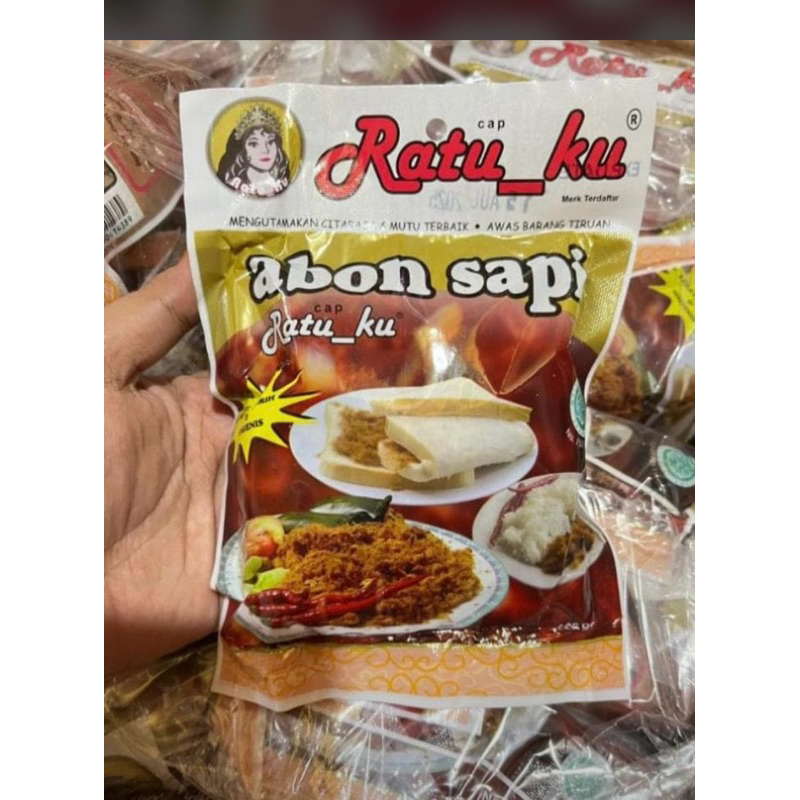 cap
Ratu_ku ®
Merk Terdaftar
MENGUTAMAKAN CITARASA & MUTU TERBAIK • AWAS BARANG TIRUAN
abon sapi
cap
Ratu_ku